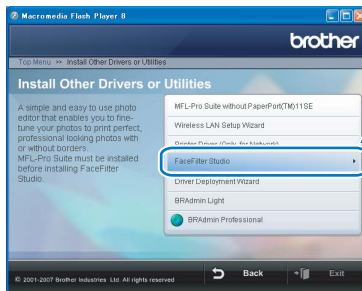 Macromedia Flash Player 8
brother
Top Menu >> Install Other Drivers or Utilities
Install Other Drivers or Utilities
A simple and easy to use photo
editor that enables you to fine-
tune your photos to print perfect,
professional looking photos with
or without borders.
MFL-Pro Suite must be installed
before installing FaceFilter
Studio.
MFL-Pro Suite without PaperPort(TM)11SE
Wireless LAN Setup Wizard
Printer Driver (Only, for Network)
FaceFilter Studio
Driver Deployment Wizard
BRAdmin Light
BRAdmin Professional
© 2001-2007 Brother Industries Ltd. All rights reserved
Back
Exit